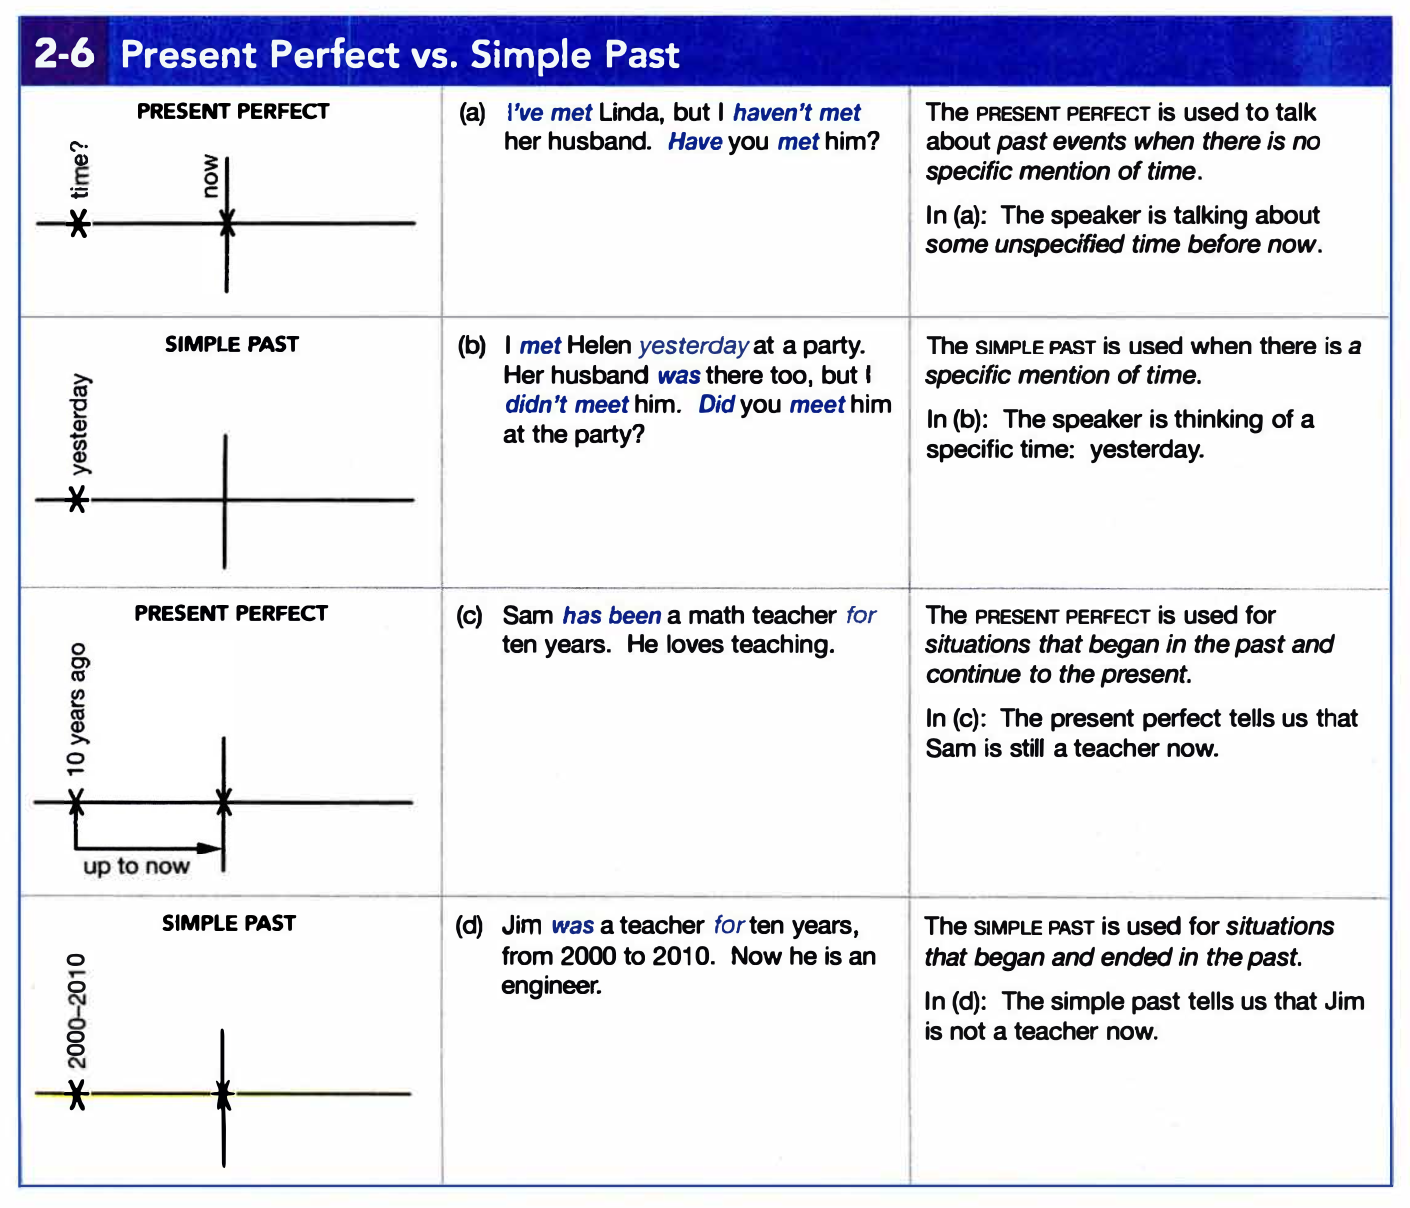 2-6 Present Perfect vs. Simple Past
PRESENT PERFECT
time?
now
(a) I've met Linda, but I haven't met
her husband. Have you met him?
The PRESENT PERFECT is used to talk
about past events when there is no
specific mention of time.
In (a): The speaker is talking about
some unspecified time before now.
SIMPLE PAST
yesterday
(b) I met Helen yesterday at a party.
Her husband was there too, but I
didn't meet him. Did you meet him
at the party?
The SIMPLE PAST is used when there is a
specific mention of time.
In (b): The speaker is thinking of a
specific time: yesterday.
PRESENT PERFECT
10 years ago
up to now
(c) Sam has been a math teacher for
ten years. He loves teaching.
The PRESENT PERFECT is used for
situations that began in the past and
continue to the present.
In (c): The present perfect tells us that
Sam is still a teacher now.
SIMPLE PAST
2000–2010
(d) Jim was a teacher for ten years,
from 2000 to 2010. Now he is an
engineer.
The SIMPLE PAST is used for situations
that began and ended in the past.
In (d): The simple past tells us that Jim
is not a teacher now.